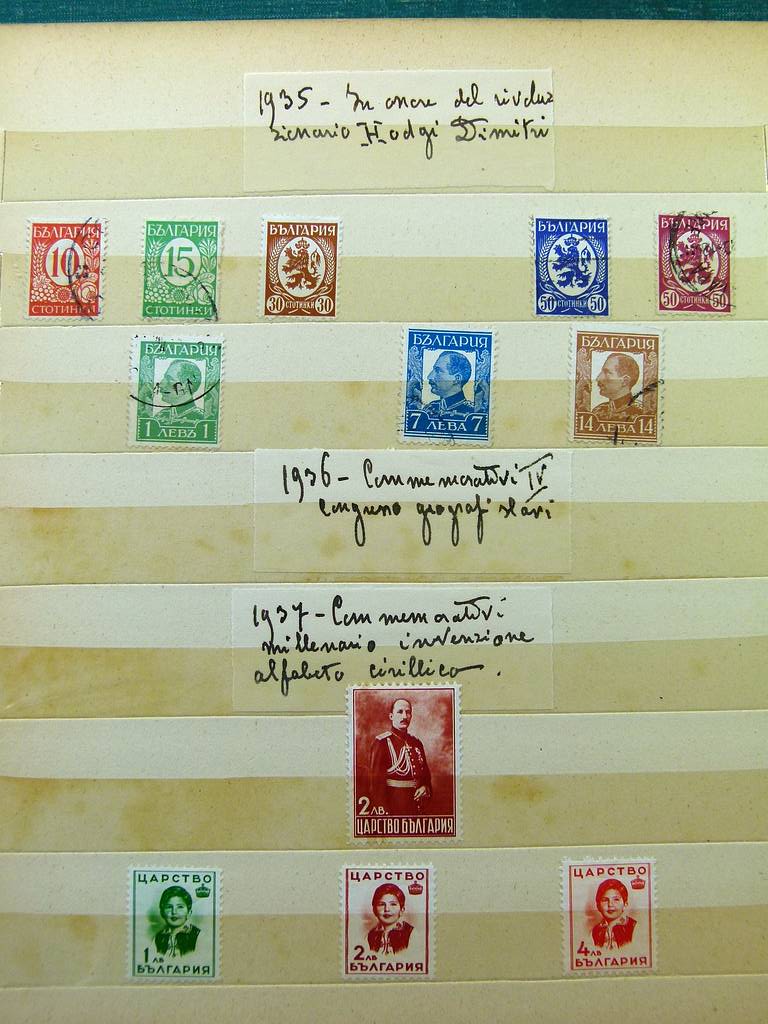 1935 - In onore del rivolu
zionario Hodgi Dimitri
БЪЛГАРИЯ
10
СТОТИНКИ
БЪЛГАРИЯ
15
СТОТИНКИ
БЪЛГАРИЯ
30 СТОТИНКИ 30
БЪЛГАРИЯ
50 СТОТИНКИ 50
БЪЛГАРИЯ
50 СТОТИНКИ 50
БЪЛГАРИЯ
1 ЛЕВЪ 1
БЪЛГАРИЯ
7 ЛЕВА 7
БЪЛГАРИЯ
14 ЛЕВА 14
1936 - Commemorativi IV
congresso geografi slavi
1937 - Commemorativi
millenario invenzione
alfabeto cirillico.
2 ЛВ.
ЦАРСТВО БЪЛГАРИЯ
ЦАРСТВО
1 ЛВ
БЪЛГАРИЯ
ЦАРСТВО
2 ЛВ
БЪЛГАРИЯ
ЦАРСТВО
4 ЛВ
БЪЛГАРИЯ